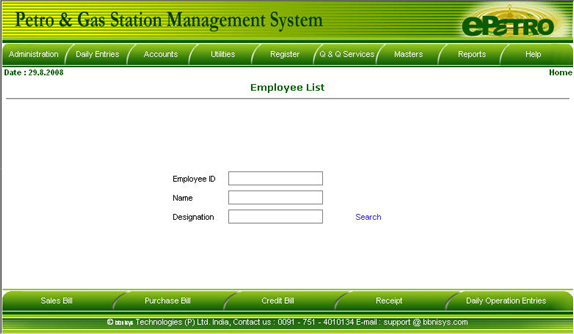 Petro & Gas Station Management System
ePetro
Administration Daily Entries Accounts Utilities Register Q & Q Services Masters Reports Help
Date : 29.8.2008 Home
Employee List
Employee ID
Name
Designation Search
Sales Bill Purchase Bill Credit Bill Receipt Daily Operation Entries
© bbnisys Technologies (P) Ltd. India, Contact us : 0091 - 751 - 4010134 E-mail : support @ bbnisys.com